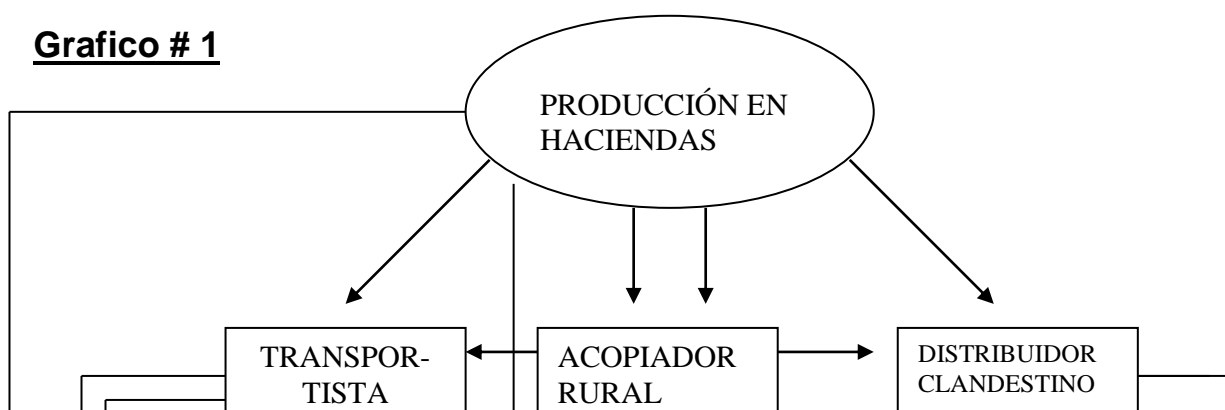 Grafico # 1
PRODUCCIÓN EN
HACIENDAS
TRANSPOR-
TISTA
ACOPIADOR
RURAL
DISTRIBUIDOR
CLANDESTINO